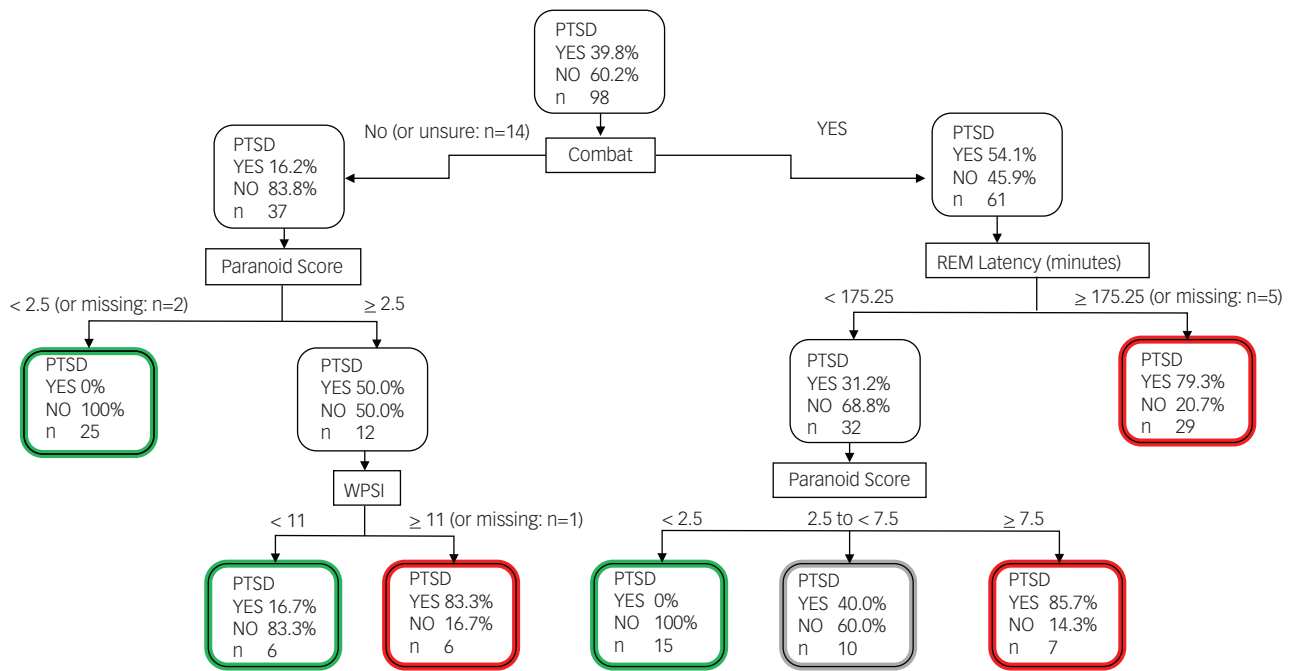 PTSD
YES 39.8%
NO 60.2%
n 98
No (or unsure: n=14)
Combat
YES
PTSD
YES 16.2%
NO 83.8%
n 37
PTSD
YES 54.1%
NO 45.9%
n 61
Paranoid Score
REM Latency (minutes)
< 2.5 (or missing: n=2)
≥ 2.5
< 175.25
≥ 175.25 (or missing: n=5)
PTSD
YES 0%
NO 100%
n 25
PTSD
YES 50.0%
NO 50.0%
n 12
PTSD
YES 31.2%
NO 68.8%
n 32
PTSD
YES 79.3%
NO 20.7%
n 29
WPSI
Paranoid Score
< 11
≥ 11 (or missing: n=1)
< 2.5
2.5 to < 7.5
≥ 7.5
PTSD
YES 16.7%
NO 83.3%
n 6
PTSD
YES 83.3%
NO 16.7%
n 6
PTSD
YES 0%
NO 100%
n 15
PTSD
YES 40.0%
NO 60.0%
n 10
PTSD
YES 85.7%
NO 14.3%
n 7